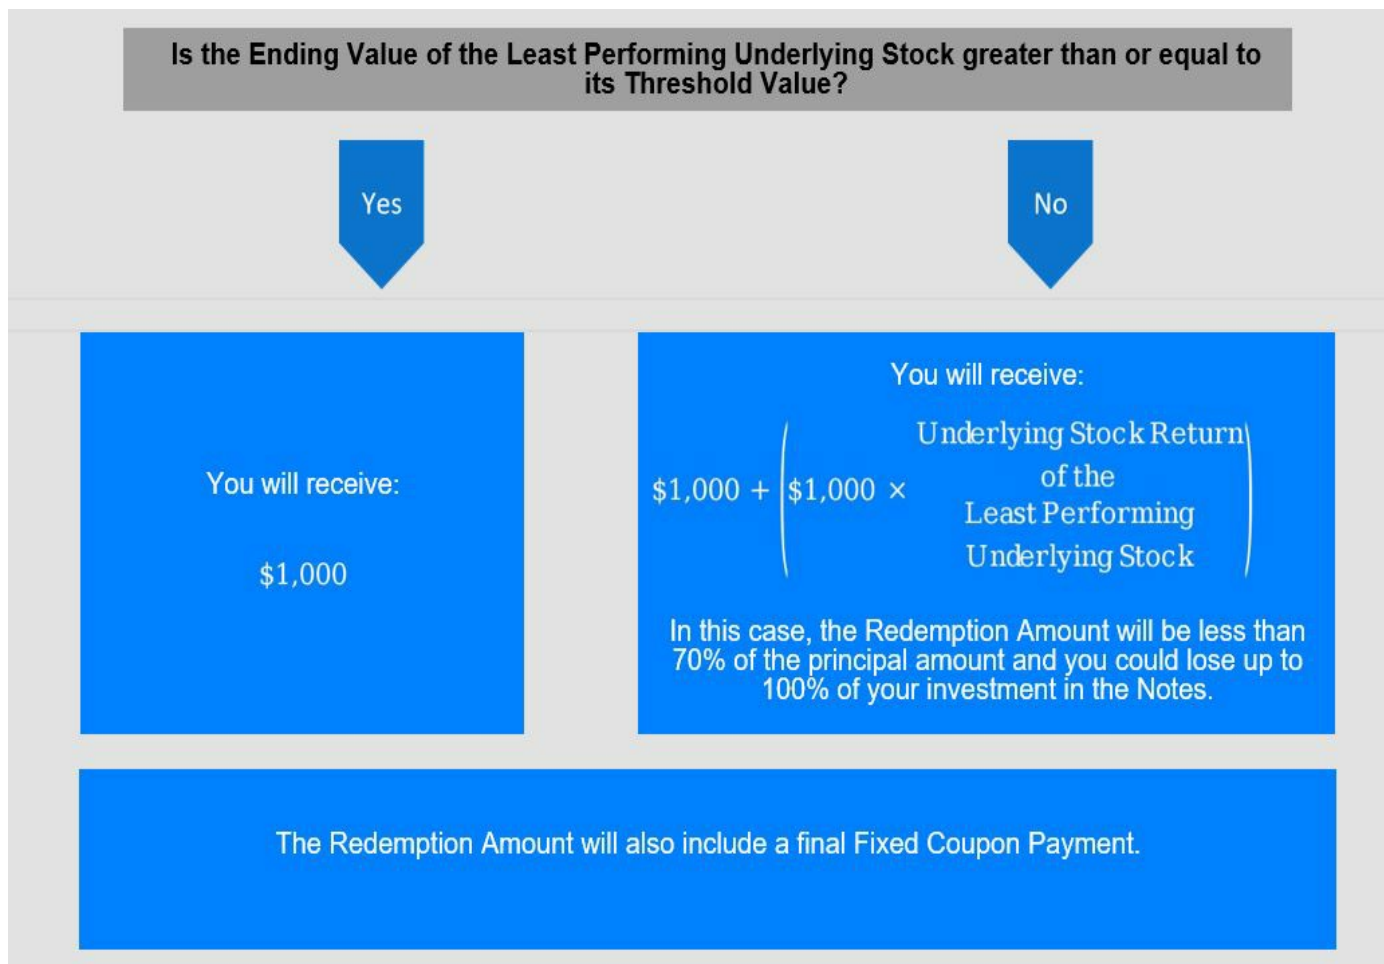 Is the Ending Value of the Least Performing Underlying Stock greater than or equal to
its Threshold Value?
Yes
No
You will receive:
$1,000
You will receive:
$1,000 + ($1,000 × Underlying Stock Return
of the
Least Performing
Underlying Stock)
In this case, the Redemption Amount will be less than
70% of the principal amount and you could lose up to
100% of your investment in the Notes.
The Redemption Amount will also include a final Fixed Coupon Payment.